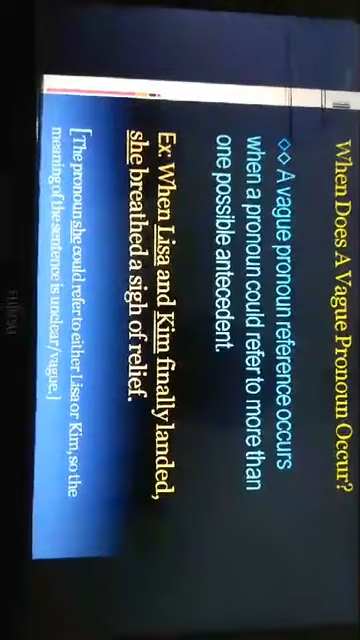 When Does A Vague Pronoun Occur?
◇◇ A vague pronoun reference occurs
when a pronoun could refer to more than
one possible antecedent.
Ex: When Lisa and Kim finally landed,
she breathed a sigh of relief.
[The pronoun she could refer to either Lisa or Kim, so the
meaning of the sentence is unclear/vague.]
FUJITSU